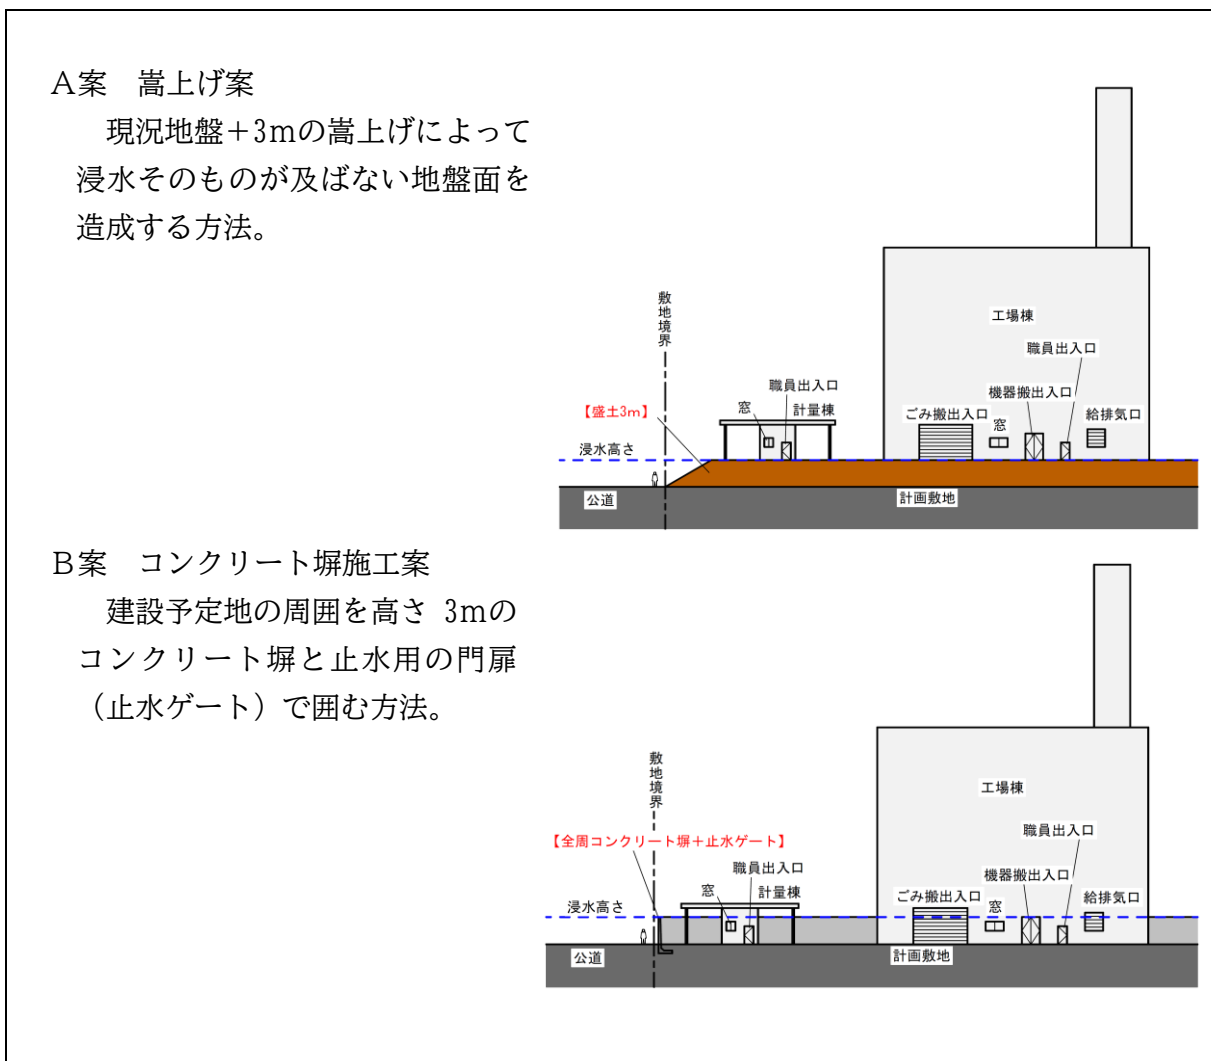 A案　嵩上げ案
現況地盤＋3mの嵩上げによって
浸水そのものが及ばない地盤面を
造成する方法。
敷地境界
工場棟
職員出入口
職員出入口
機器搬出入口
【盛土3m】
窓
計量棟
ごみ搬出入口
窓
給排気口
浸水高さ
公道
計画敷地
B案　コンクリート塀施工案
建設予定地の周囲を高さ 3mの
コンクリート塀と止水用の門扉
（止水ゲート）で囲む方法。
敷地境界
工場棟
【全周コンクリート塀＋止水ゲート】
職員出入口
職員出入口
機器搬出入口
窓
計量棟
ごみ搬出入口
窓
給排気口
浸水高さ
公道
計画敷地